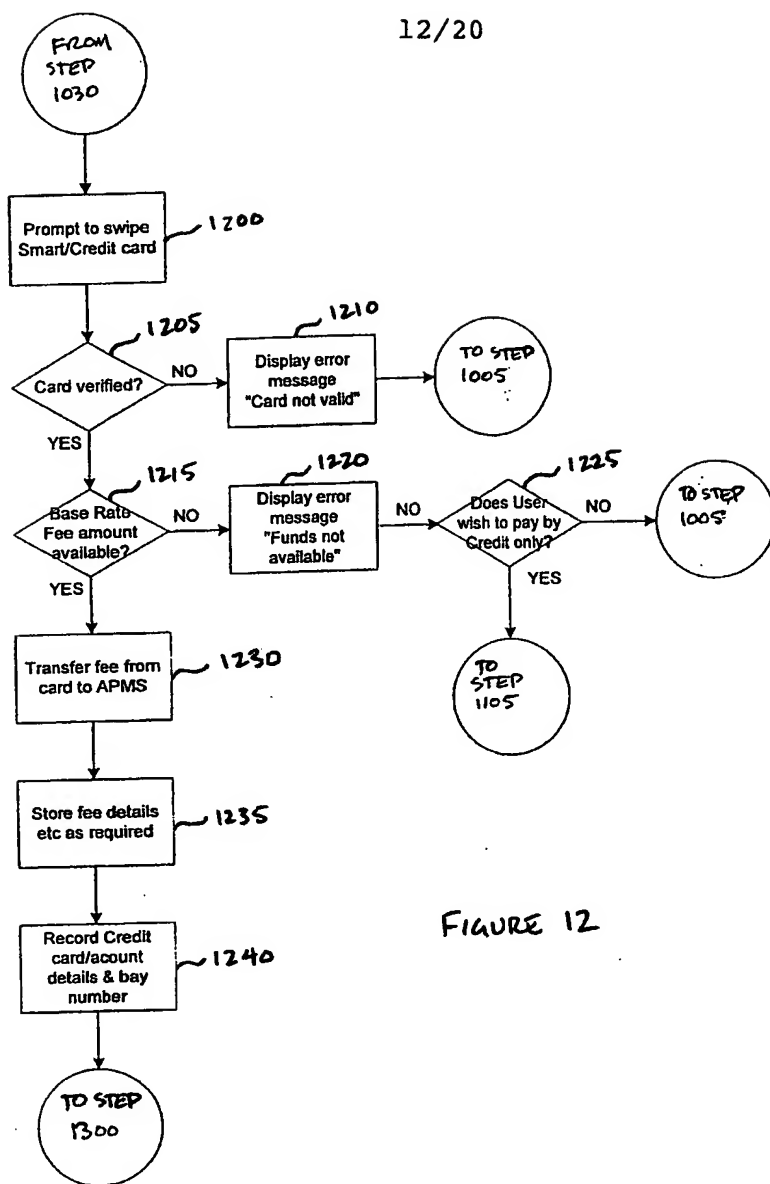 12/20
FROM
STEP
1030
Prompt to swipe
Smart/Credit card
1200
1205
Card verified?
NO
YES
1210
Display error
message
"Card not valid"
TO STEP
1005
1215
Base Rate
Fee amount
available?
NO
YES
1220
Display error
message
"Funds not
available"
NO
1225
Does User
wish to pay by
Credit only?
NO
YES
TO STEP
1005
TO
STEP
1105
Transfer fee from
card to APMS
1230
Store fee details
etc as required
1235
Record Credit
card/acount
details & bay
number
1240
TO STEP
1300
FIGURE 12